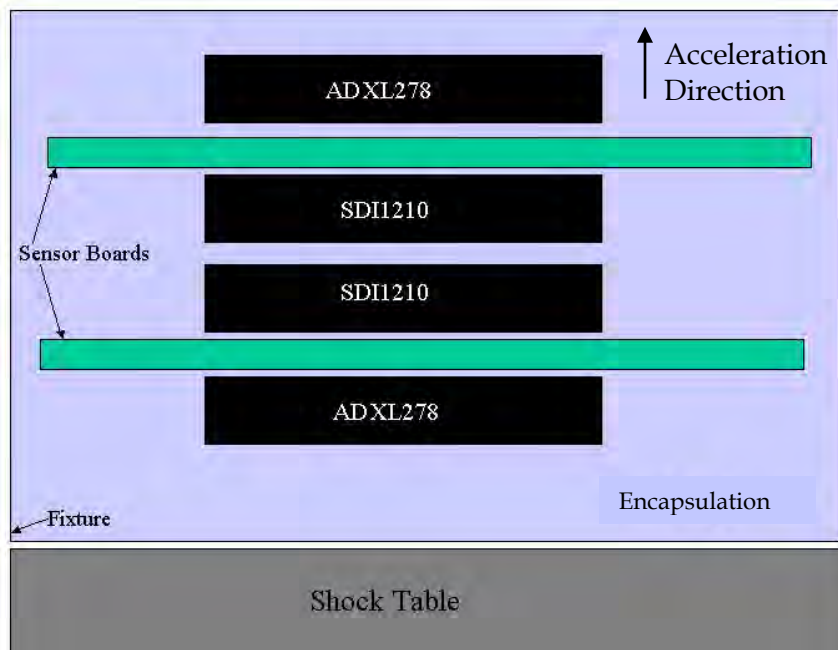 Acceleration
Direction
ADXL278
SDI1210
Sensor Boards
SDI1210
ADXL278
Encapsulation
Fixture
Shock Table